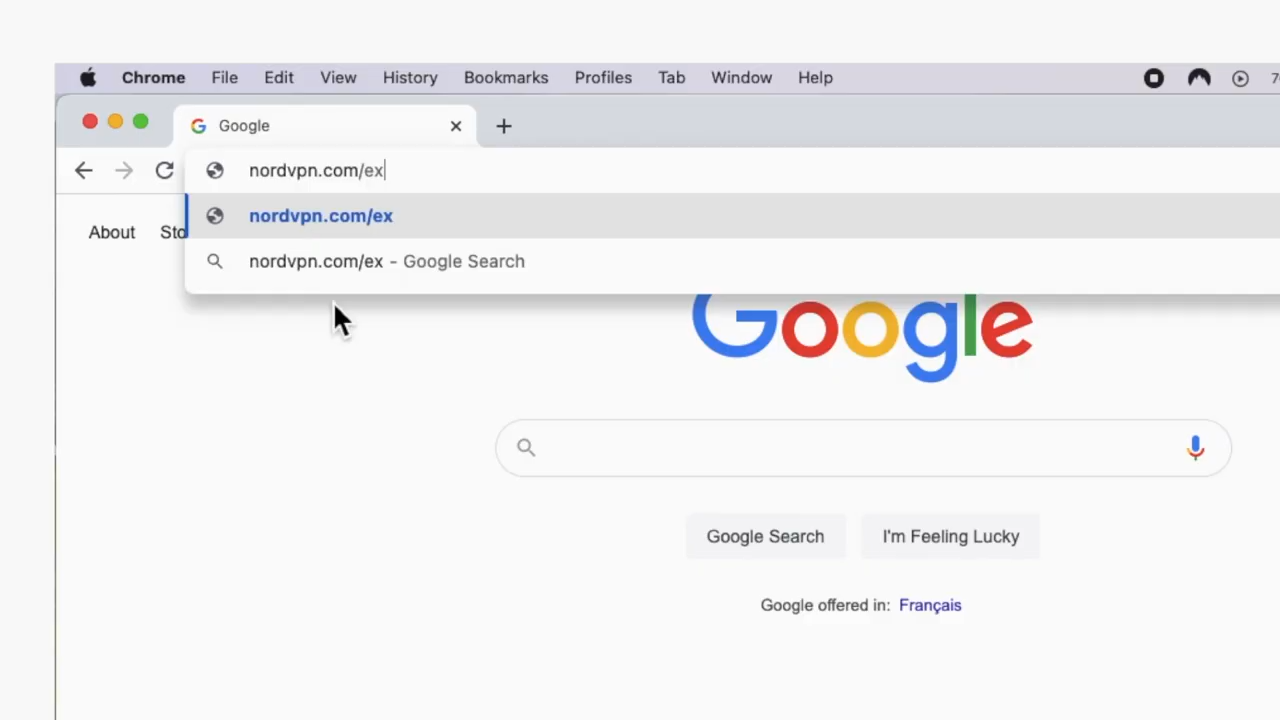 Chrome File Edit View History Bookmarks Profiles Tab Window Help
Google
nordvpn.com/ex
About
nordvpn.com/ex
nordvpn.com/ex - Google Search
Google
Google Search I'm Feeling Lucky
Google offered in: Français